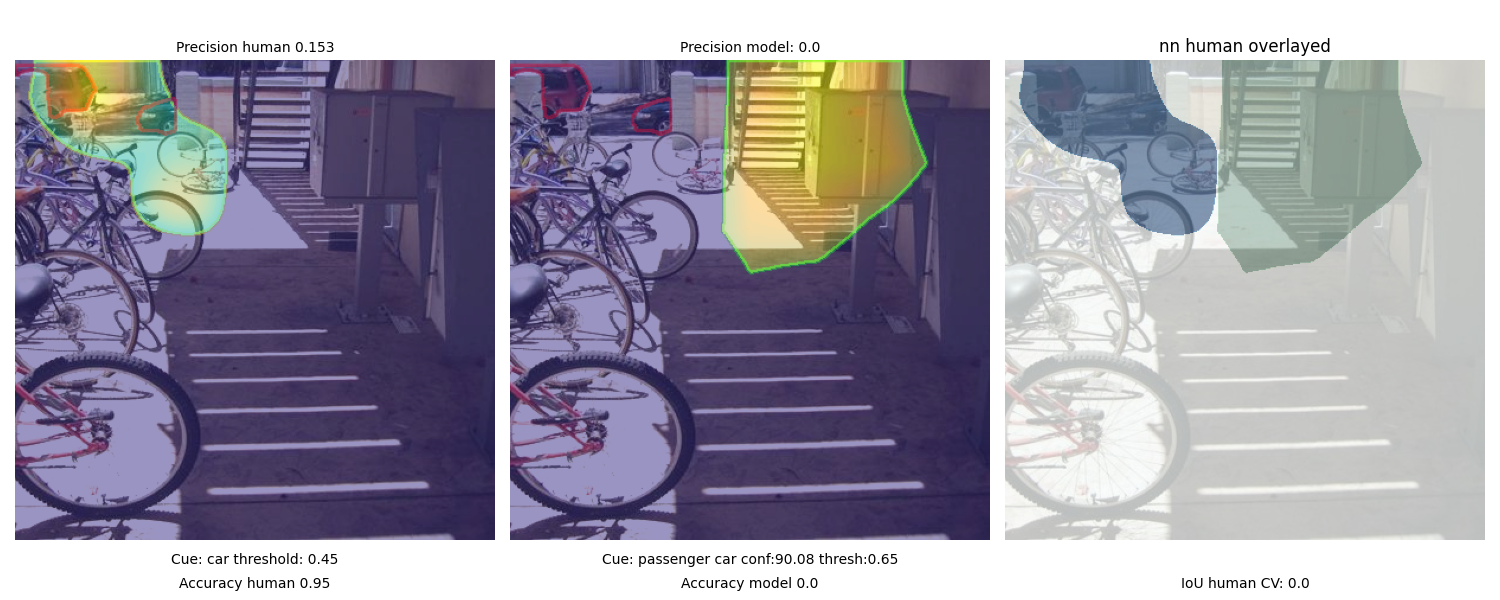 Precision human 0.153
Precision model: 0.0
nn human overlayed
Cue: car threshold: 0.45
Cue: passenger car conf:90.08 thresh:0.65
Accuracy human 0.95
Accuracy model 0.0
IoU human CV: 0.0